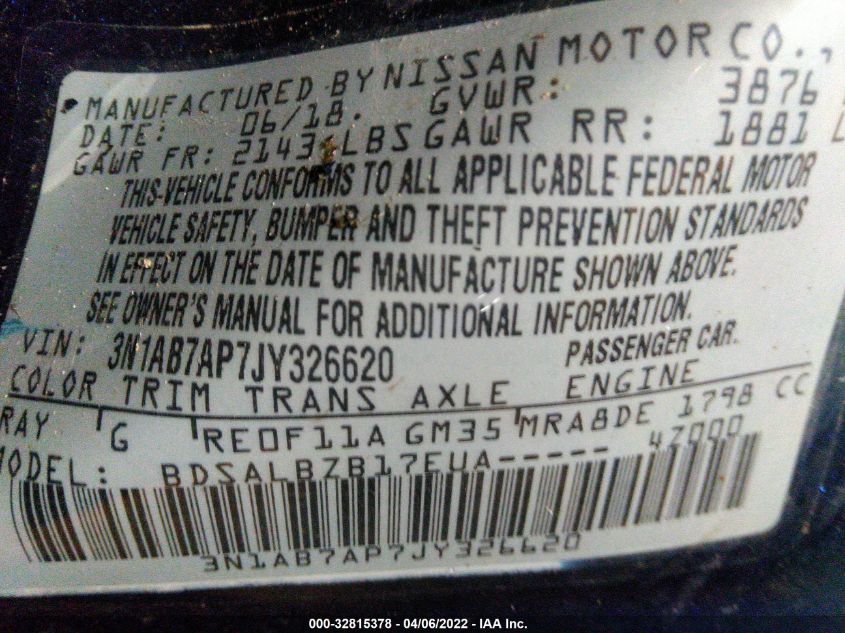 MANUFACTURED BY NISSAN MOTOR CO.,
DATE: 06/18. GVWR: 3876
GAWR FR: 2143 LBS GAWR RR: 1881 L
THIS VEHICLE CONFORMS TO ALL APPLICABLE FEDERAL MOTOR
VEHICLE SAFETY, BUMPER AND THEFT PREVENTION STANDARDS
IN EFFECT ON THE DATE OF MANUFACTURE SHOWN ABOVE.
SEE OWNER'S MANUAL FOR ADDITIONAL INFORMATION.
VIN: 3N1AB7AP7JY326620 PASSENGER CAR.
COLOR TRIM TRANS AXLE ENGINE
RAY G RE0F11A GM35 MRA8DE 1798 CC
MODEL: BDSALBZB17EUA----- 47000
3N1AB7AP7JY326620
000-32815378 - 04/06/2022 - IAA Inc.